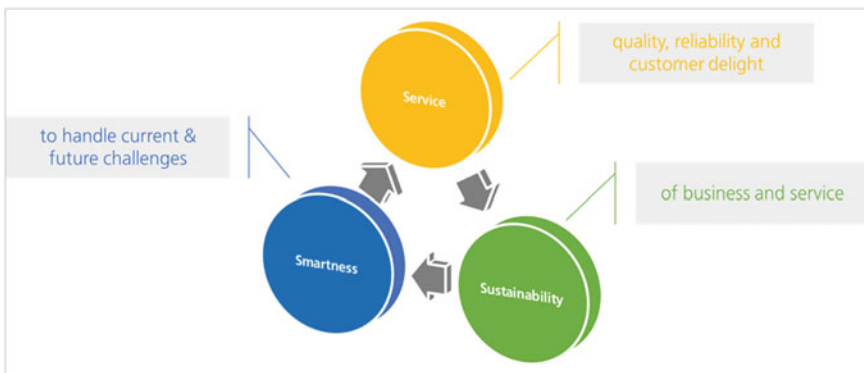 Service
quality, reliability and
customer delight
to handle current &
future challenges
of business and service
Smartness
Sustainability